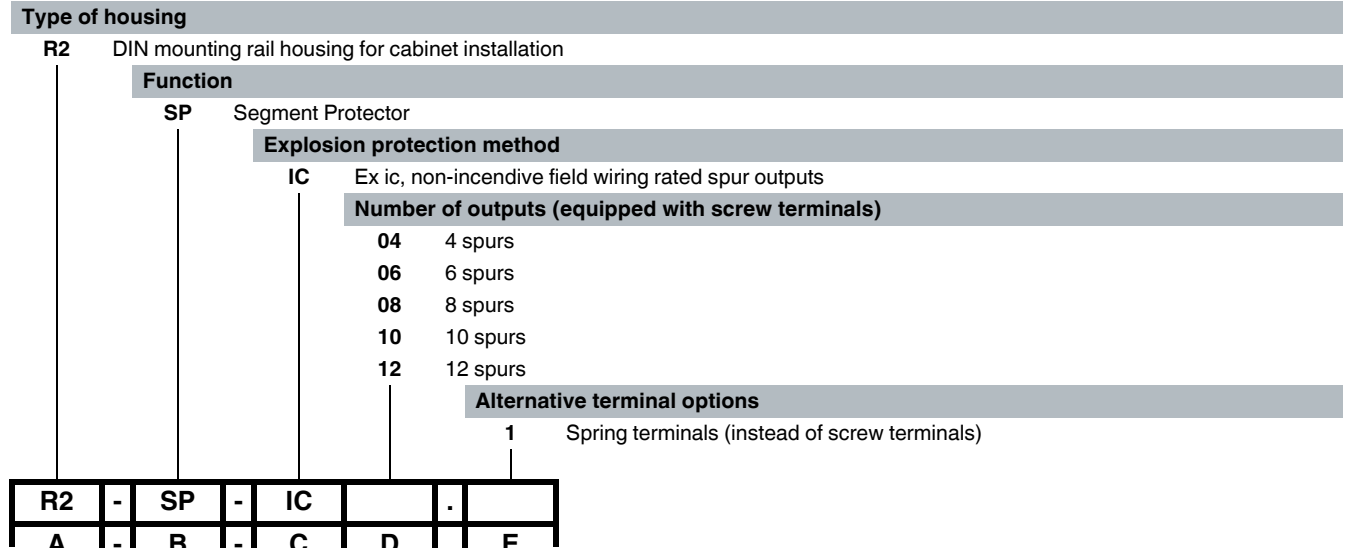 Type of housing
R2 DIN mounting rail housing for cabinet installation
Function
SP Segment Protector
Explosion protection method
IC Ex ic, non-incendive field wiring rated spur outputs
Number of outputs (equipped with screw terminals)
04 4 spurs
06 6 spurs
08 8 spurs
10 10 spurs
12 12 spurs
Alternative terminal options
1 Spring terminals (instead of screw terminals)
R2 - SP - IC .
A - B - C D